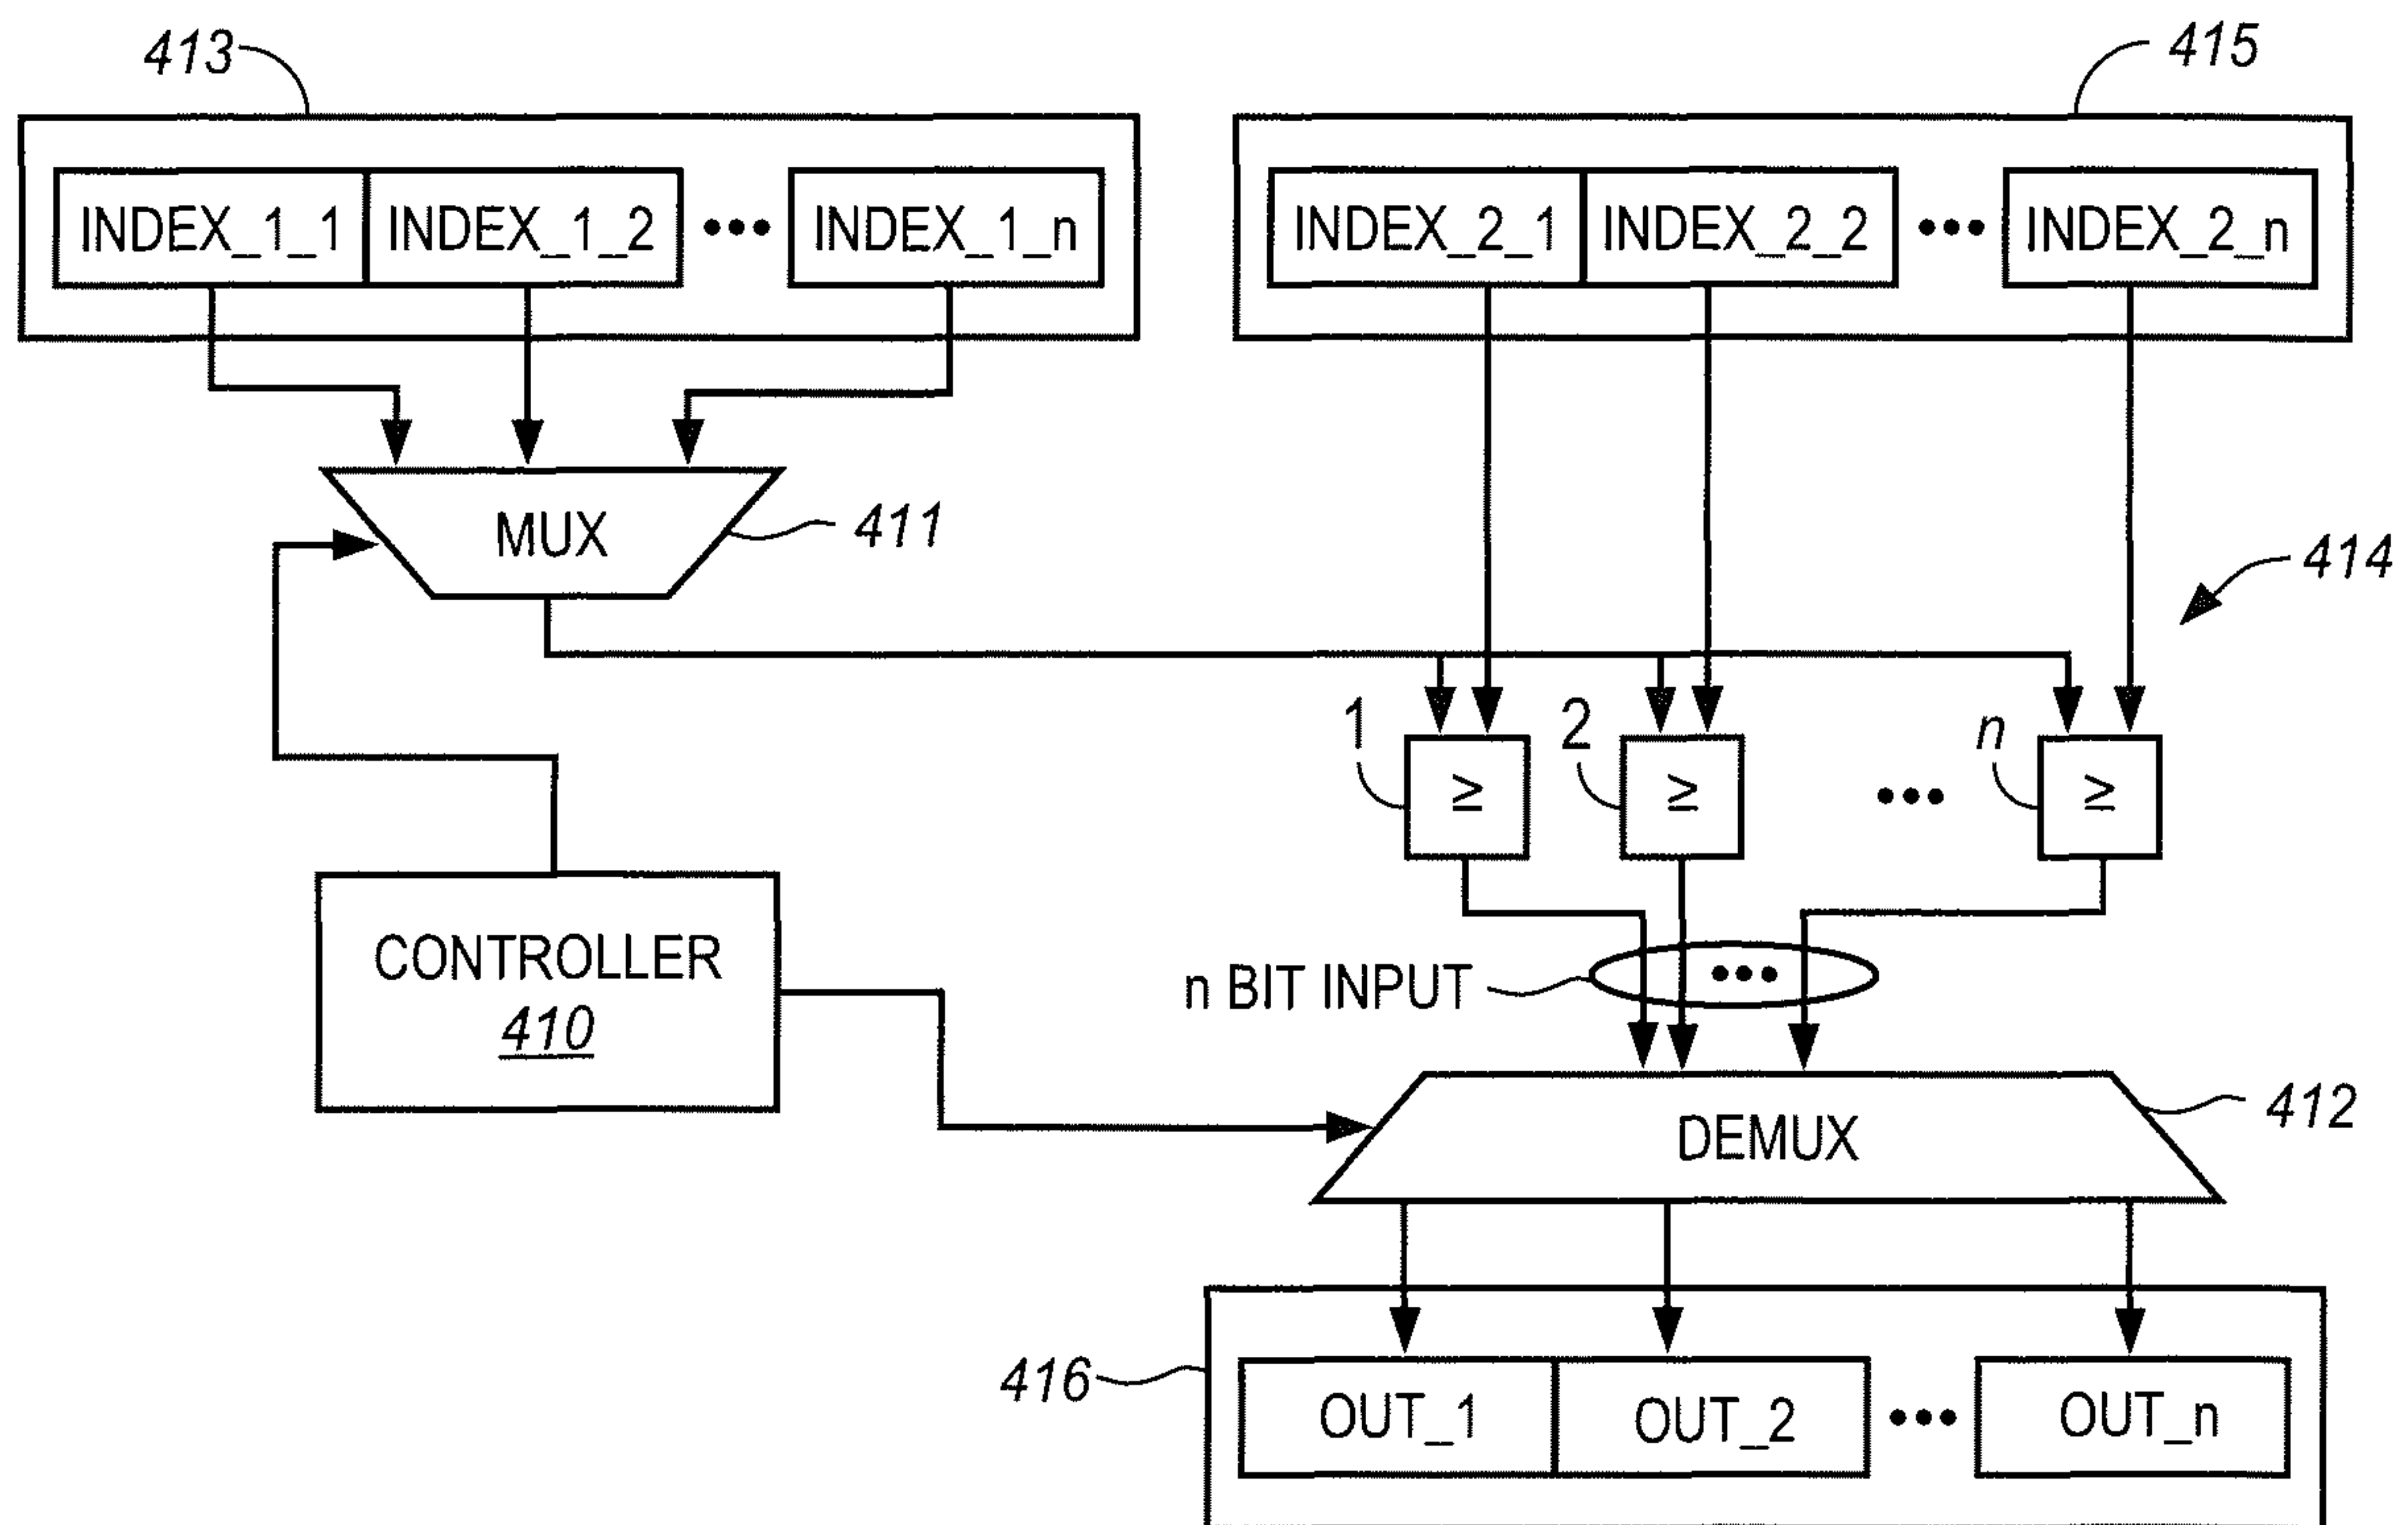 413
415
INDEX_1_1 INDEX_1_2 ••• INDEX_1_n
INDEX_2_1 INDEX_2_2 ••• INDEX_2_n
MUX
411
414
1 2 n
≥ ≥ ••• ≥
CONTROLLER
410
n BIT INPUT •••
DEMUX
412
416
OUT_1 OUT_2 ••• OUT_n